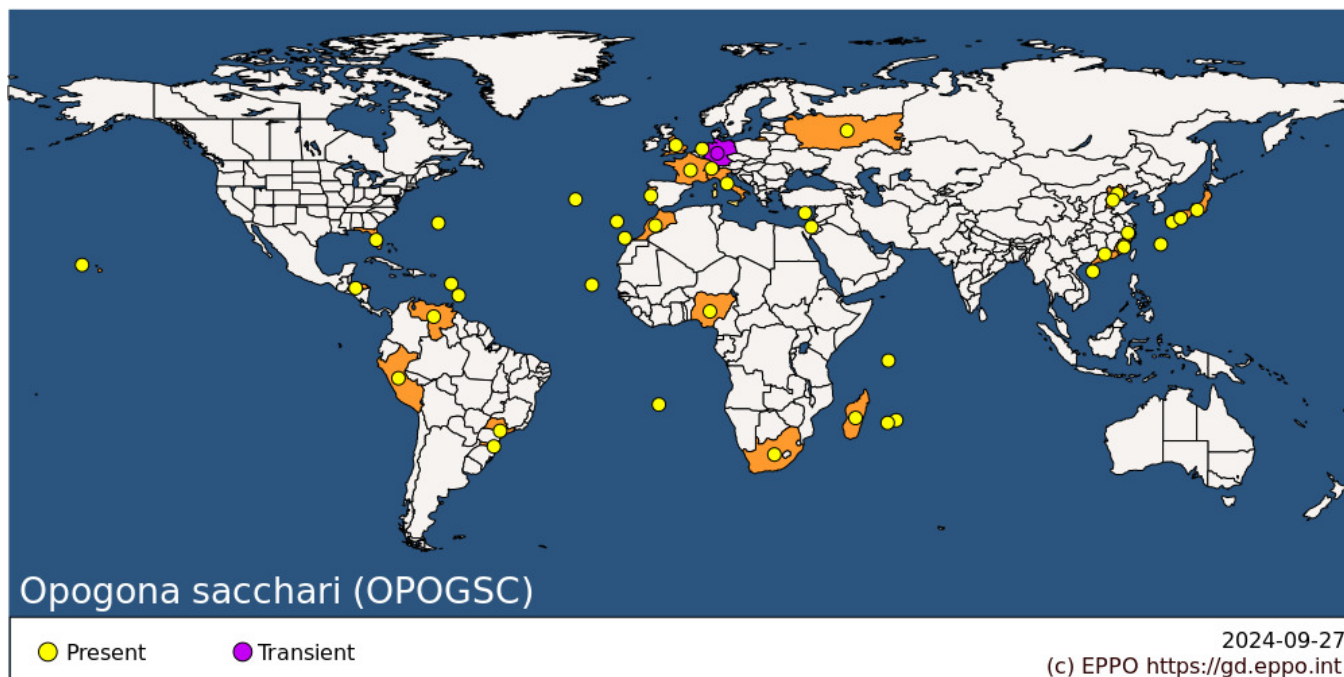 Opogona sacchari (OPOGSC)
Present
Transient
2024-09-27
(c) EPPO https://gd.eppo.int